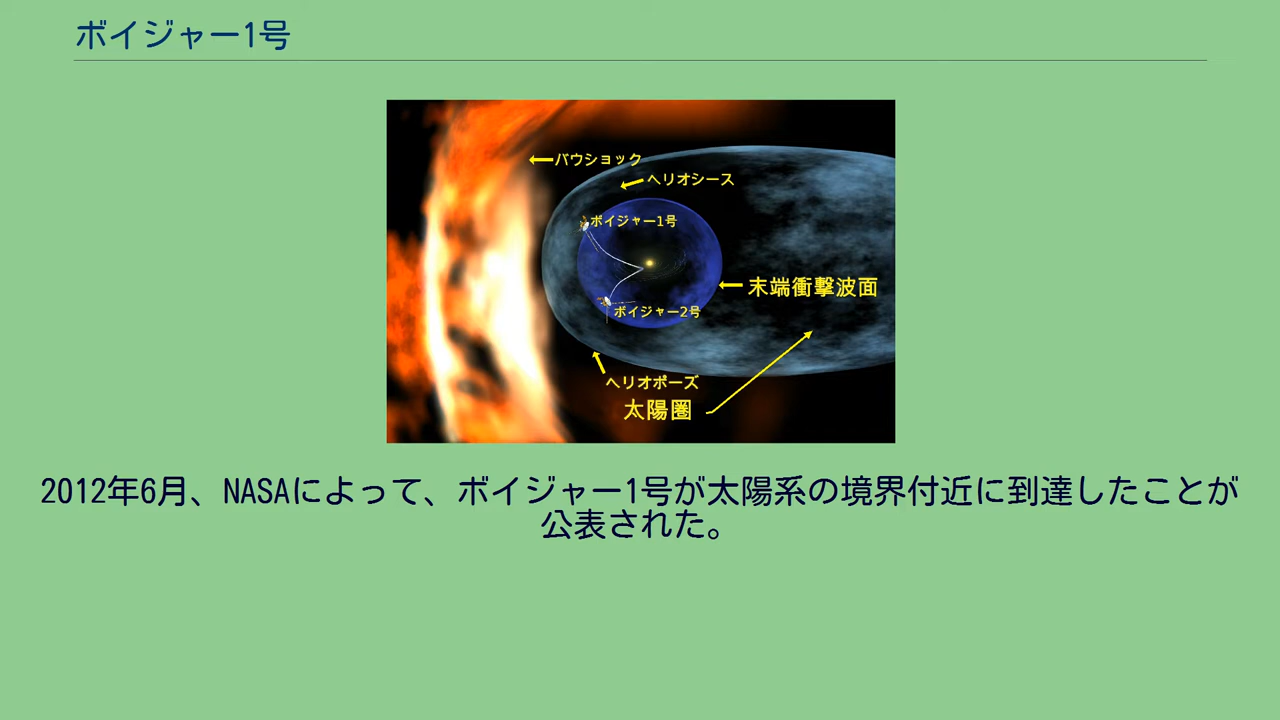 ボイジャー1号
バウショック
ヘリオシース
ボイジャー1号
末端衝撃波面
ボイジャー2号
ヘリオポーズ
太陽圏
2012年6月、NASAによって、ボイジャー1号が太陽系の境界付近に到達したことが
公表された。